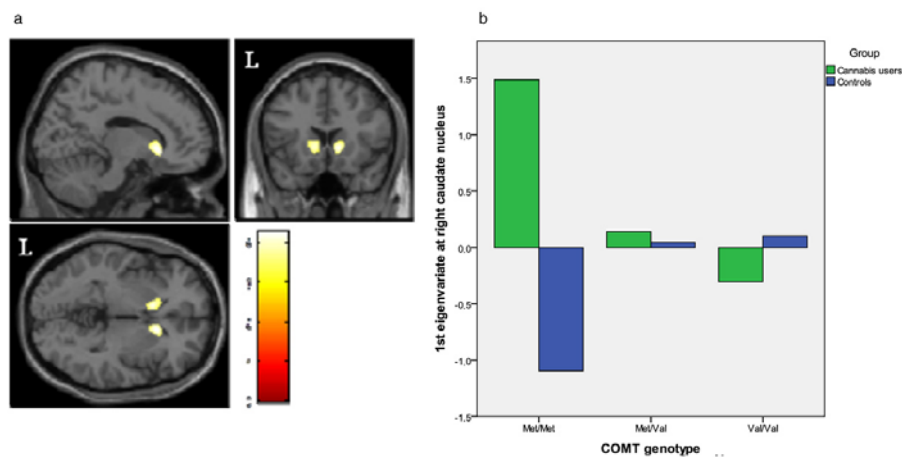 a
b
L
L
Group
Cannabis users
Controls
1st eigenvariate at right caudate nucleus
1.5
1.0
0.5
0.0
-0.5
-1.0
-1.5
Met/Met
Met/Val
Val/Val
COMT genotype